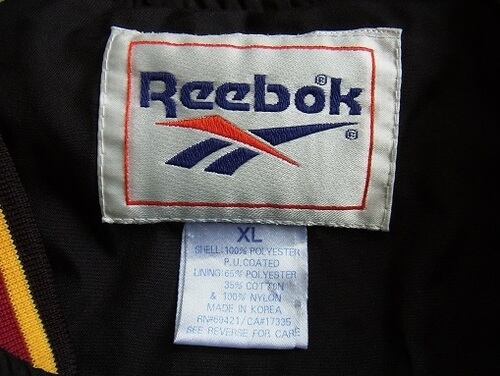 Reebok®
®
XL
SHELL: 100% POLYESTER
P.U. COATED
LINING: 65% POLYESTER
35% COTTON
& 100% NYLON
MADE IN KOREA
RN#69421/CA#17335
SEE REVERSE FOR CARE